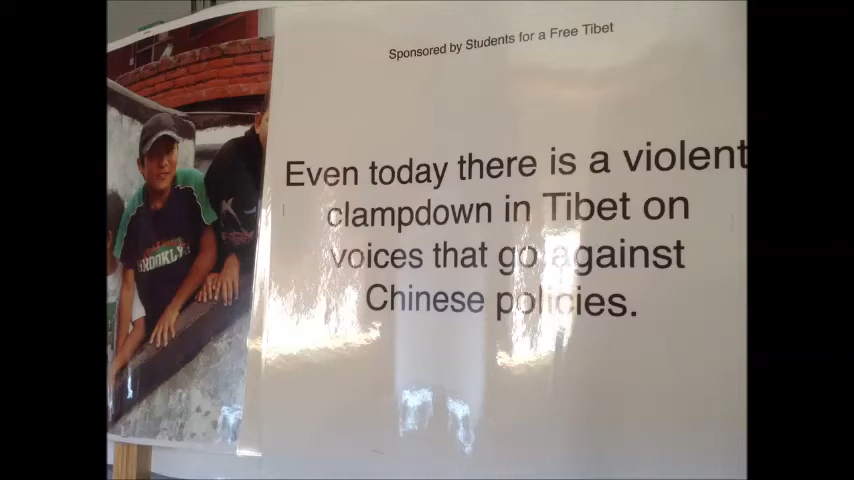 Sponsored by Students for a Free Tibet
Even today there is a violent
clampdown in Tibet on
voices that go against
Chinese policies.
BROOKLYN